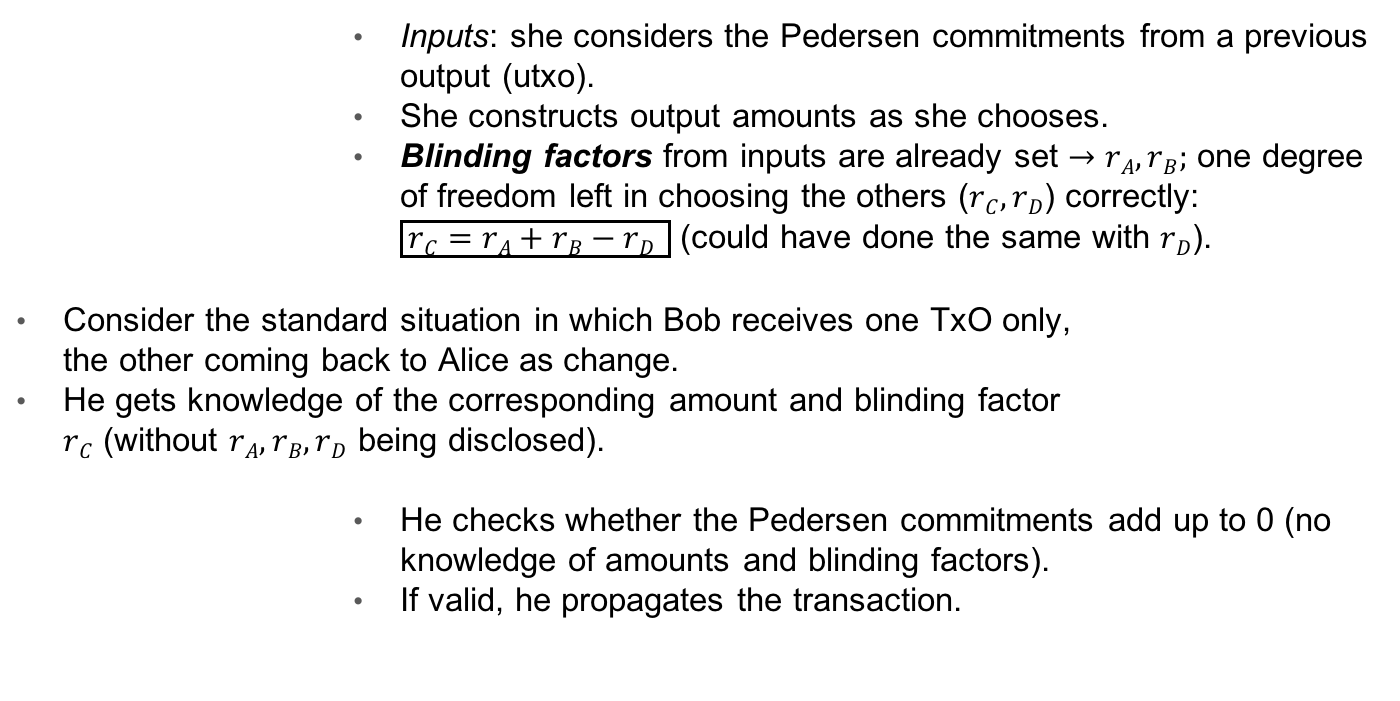 • Inputs: she considers the Pedersen commitments from a previous
output (utxo).
• She constructs output amounts as she chooses.
• Blinding factors from inputs are already set → r_A, r_B; one degree
of freedom left in choosing the others (r_C, r_D) correctly:
r_C = r_A + r_B − r_D (could have done the same with r_D).
• Consider the standard situation in which Bob receives one TxO only,
the other coming back to Alice as change.
• He gets knowledge of the corresponding amount and blinding factor
r_C (without r_A, r_B, r_D being disclosed).
• He checks whether the Pedersen commitments add up to 0 (no
knowledge of amounts and blinding factors).
• If valid, he propagates the transaction.